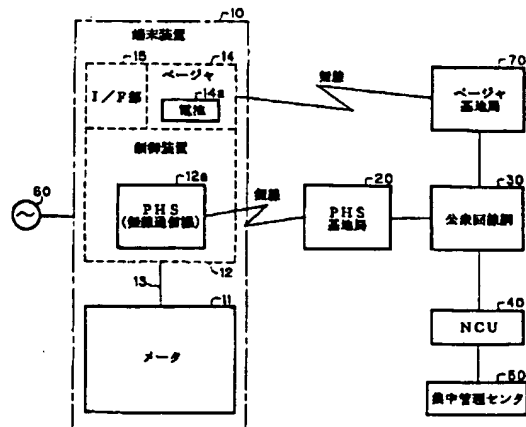 10
端末装置
15
14
I/F部
ページャ
14a
電池
無線
70
ページャ
基地局
制御装置
60
12a
PHS
(無線通信機)
無線
20
PHS
基地局
30
公衆回線網
13
12
11
メータ
40
NCU
50
集中管理センタ